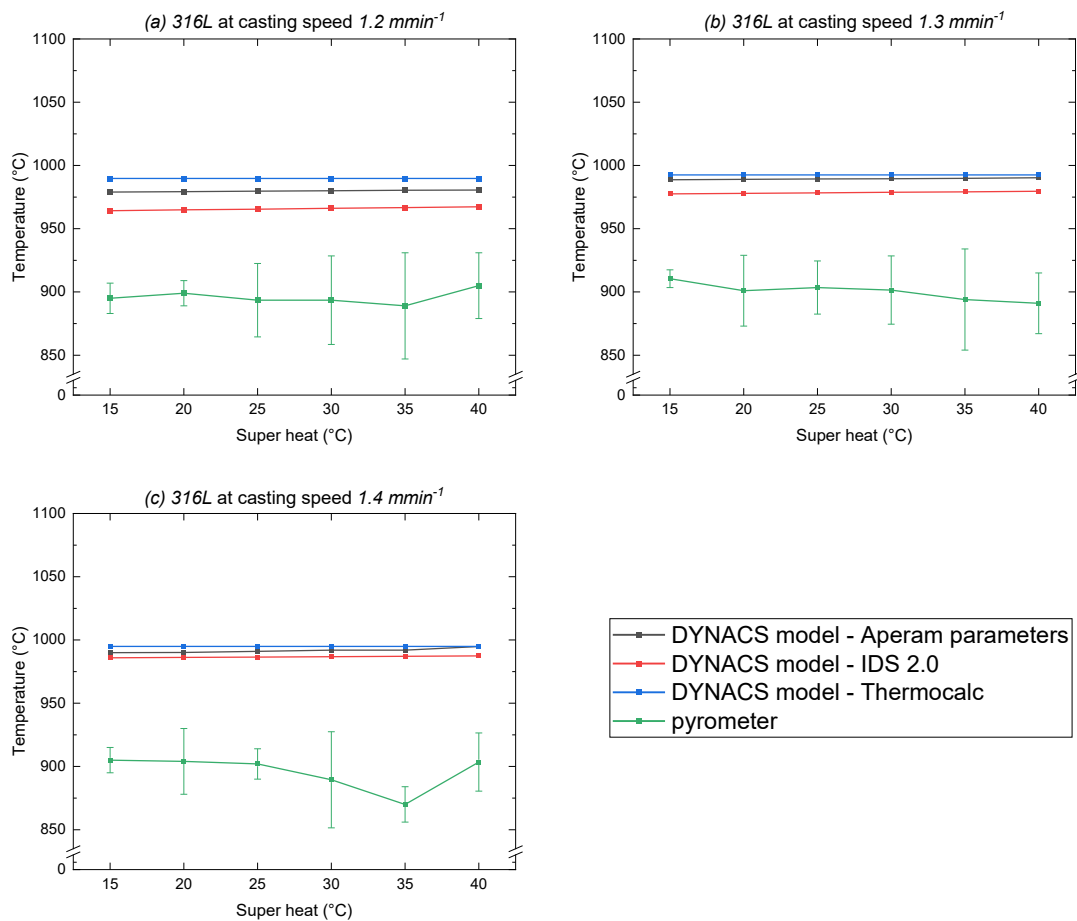 (a) 316L at casting speed 1.2 mmin-1
1100
1050
1000
950
900
850
0
Temperature (°C)
15 20 25 30 35 40
Super heat (°C)
(b) 316L at casting speed 1.3 mmin-1
1100
1050
1000
950
900
850
0
Temperature (°C)
15 20 25 30 35 40
Super heat (°C)
(c) 316L at casting speed 1.4 mmin-1
1100
1050
1000
950
900
850
0
Temperature (°C)
15 20 25 30 35 40
Super heat (°C)
DYNACS model - Aperam parameters
DYNACS model - IDS 2.0
DYNACS model - Thermocalc
pyrometer